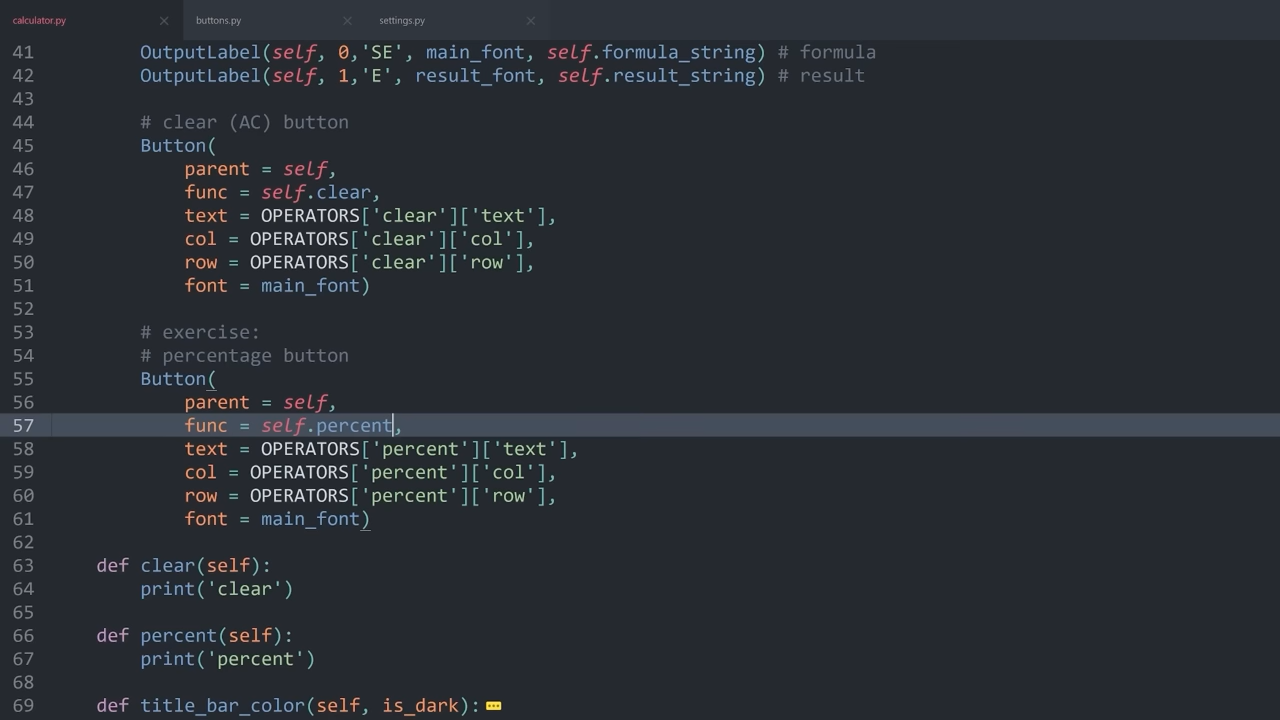 calculator.py buttons.py settings.py
41 OutputLabel(self, 0,'SE', main_font, self.formula_string) # formula
42 OutputLabel(self, 1,'E', result_font, self.result_string) # result
43
44 # clear (AC) button
45 Button(
46 parent = self,
47 func = self.clear,
48 text = OPERATORS['clear']['text'],
49 col = OPERATORS['clear']['col'],
50 row = OPERATORS['clear']['row'],
51 font = main_font)
52
53 # exercise:
54 # percentage button
55 Button(
56 parent = self,
57 func = self.percent,
58 text = OPERATORS['percent']['text'],
59 col = OPERATORS['percent']['col'],
60 row = OPERATORS['percent']['row'],
61 font = main_font)
62
63 def clear(self):
64 print('clear')
65
66 def percent(self):
67 print('percent')
68
69 def title_bar_color(self, is_dark):